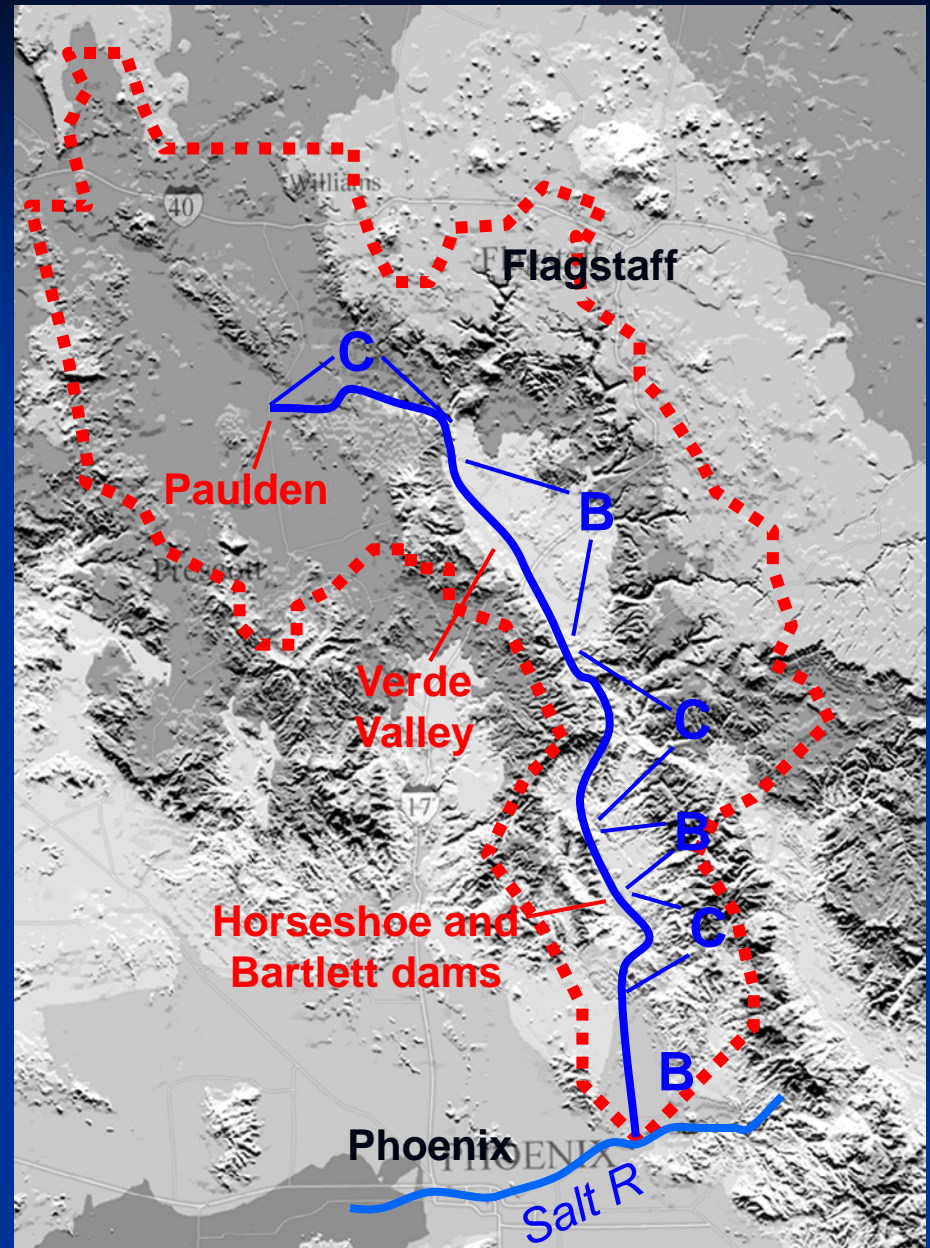 Williams
40
Flagstaff
C
Paulden
B
Prescott
Verde
Valley
C
17
B
Horseshoe and
Bartlett dams
C
B
Phoenix
PHOENIX
Salt R